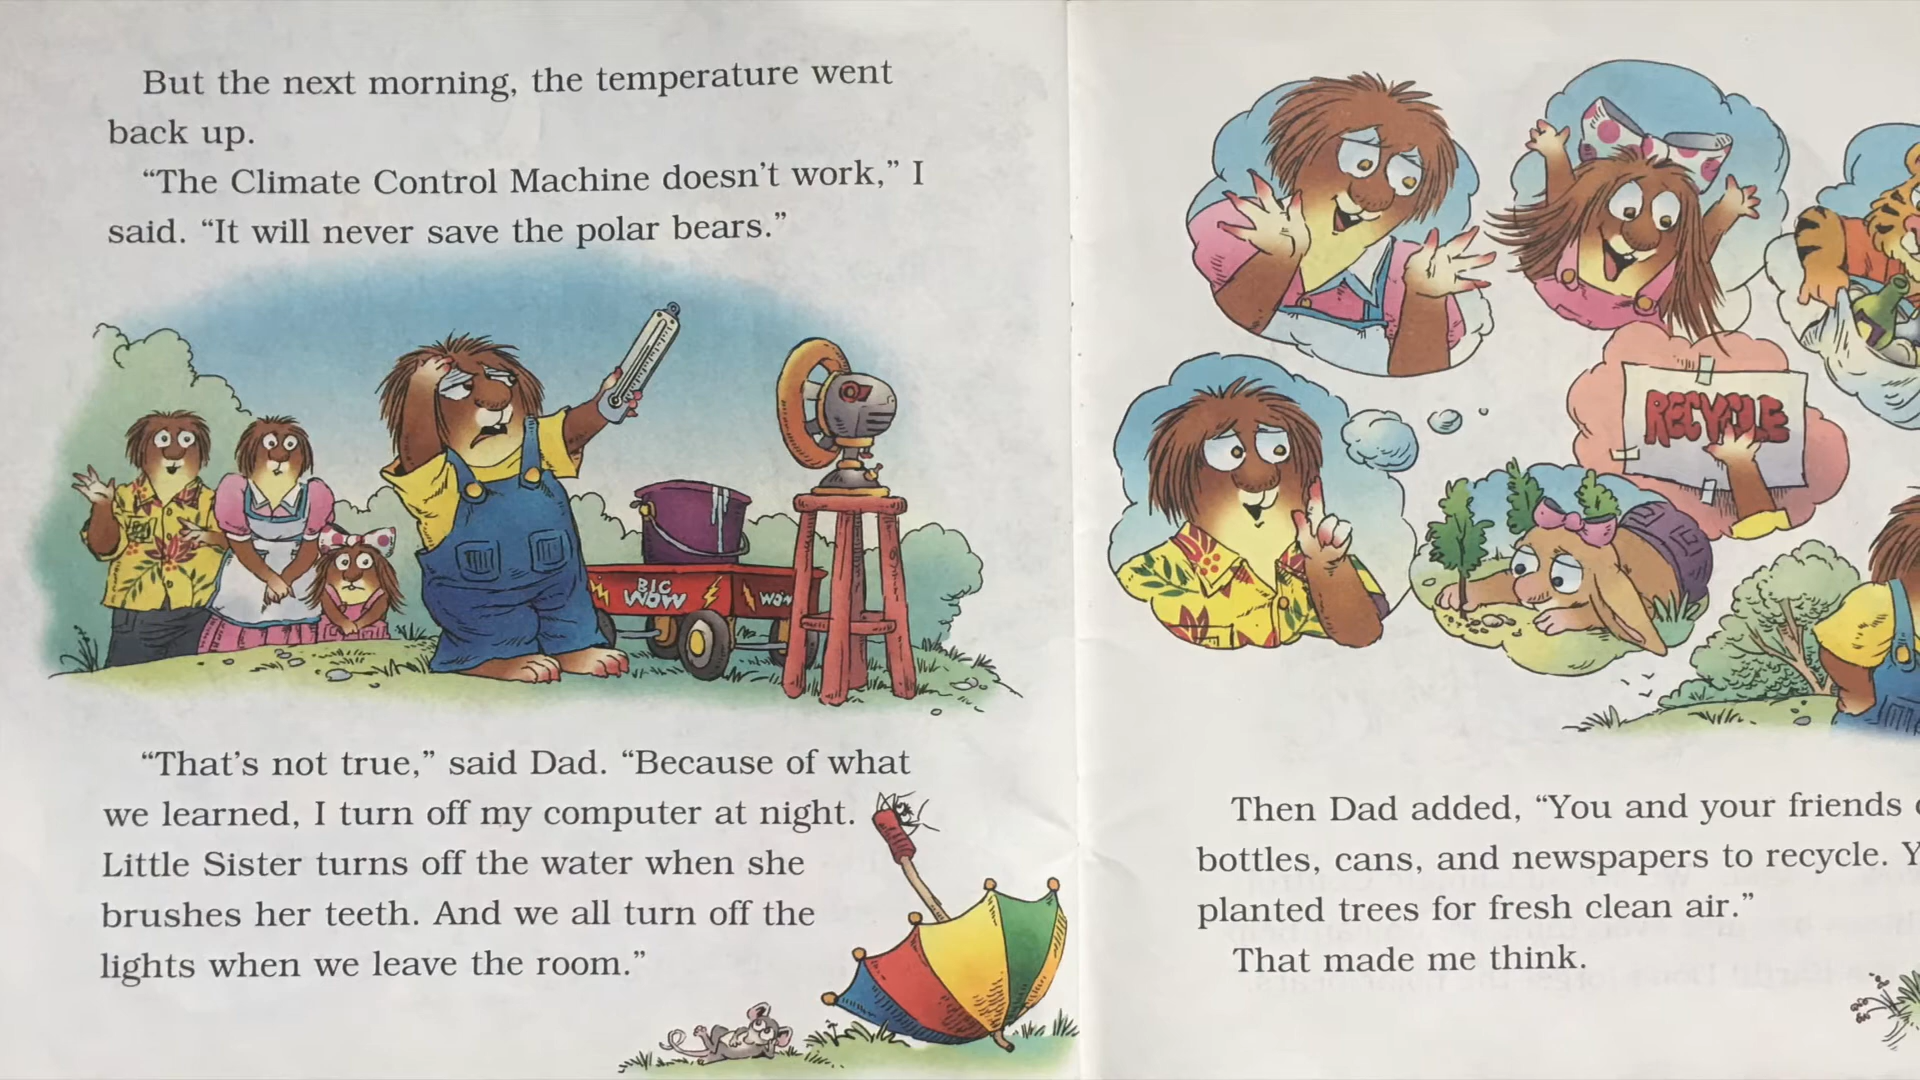 But the next morning, the temperature went
back up.
“The Climate Control Machine doesn’t work,” I
said. “It will never save the polar bears.”
BIG
WOW
WOW
“That’s not true,” said Dad. “Because of what
we learned, I turn off my computer at night.
Little Sister turns off the water when she
brushes her teeth. And we all turn off the
lights when we leave the room.”
RECYCLE
Then Dad added, “You and your friends
bottles, cans, and newspapers to recycle.
planted trees for fresh clean air.”
That made me think.